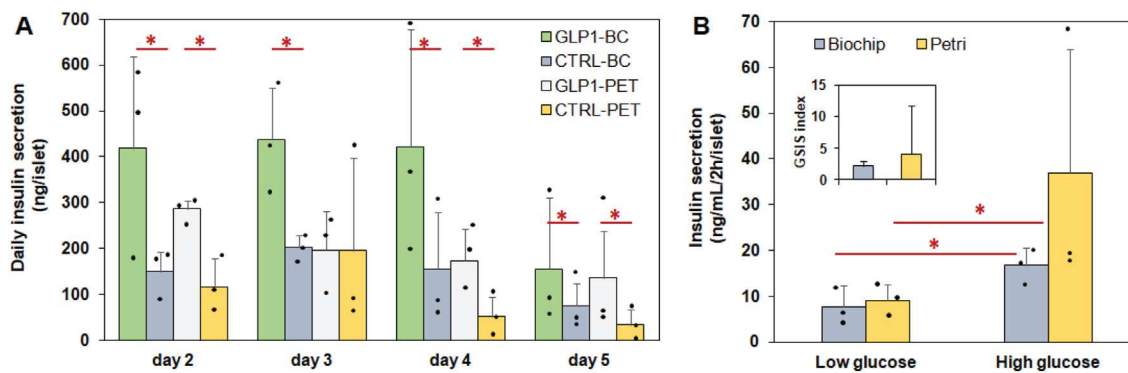 A
Daily insulin secretion
(ng/islet)
700
600
500
400
300
200
100
0
* * * * * * *
GLP1-BC
CTRL-BC
GLP1-PET
CTRL-PET
day 2 day 3 day 4 day 5
B
Insulin secretion
(ng/mL/2h/islet)
70
60
50
40
30
20
10
0
Biochip Petri
GSIS index
15
10
5
0
*
*
Low glucose High glucose